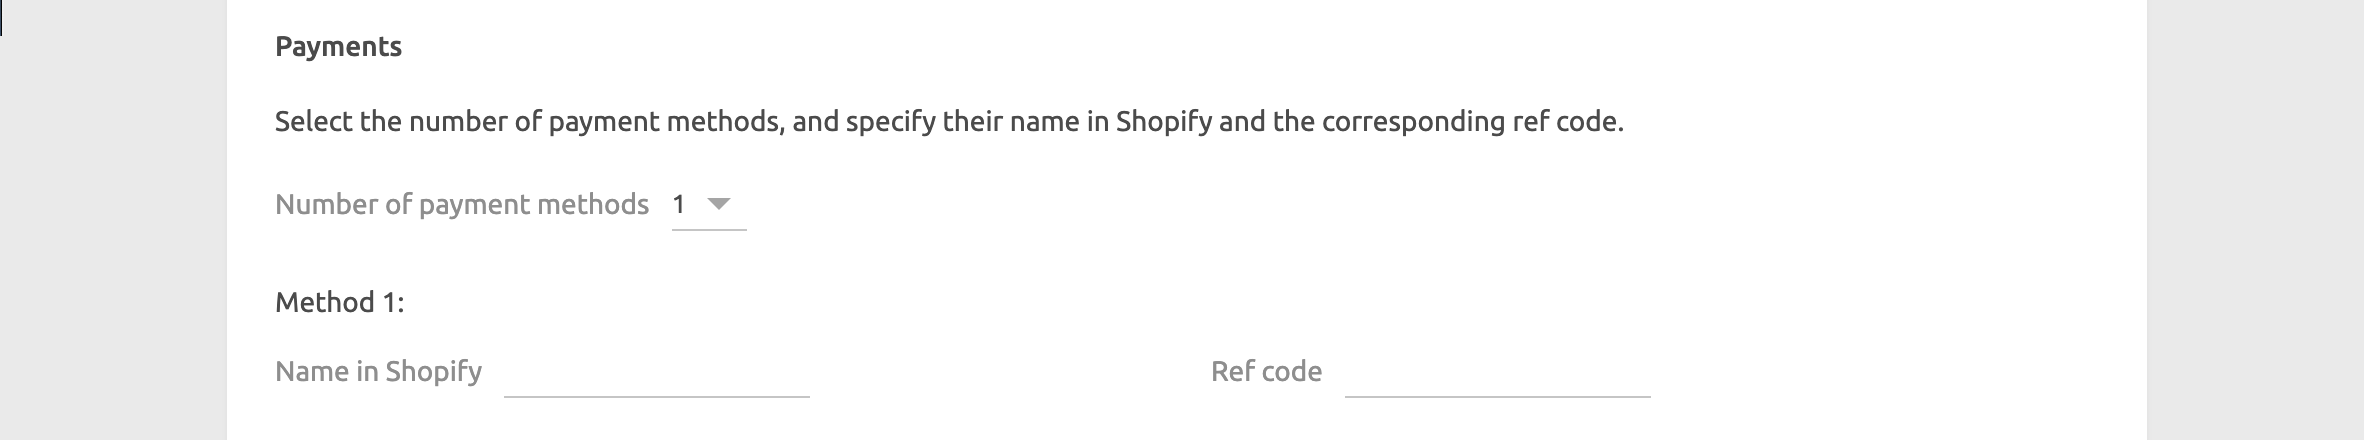 Payments
Select the number of payment methods, and specify their name in Shopify and the corresponding ref code.
Number of payment methods 1
Method 1:
Name in Shopify Ref code